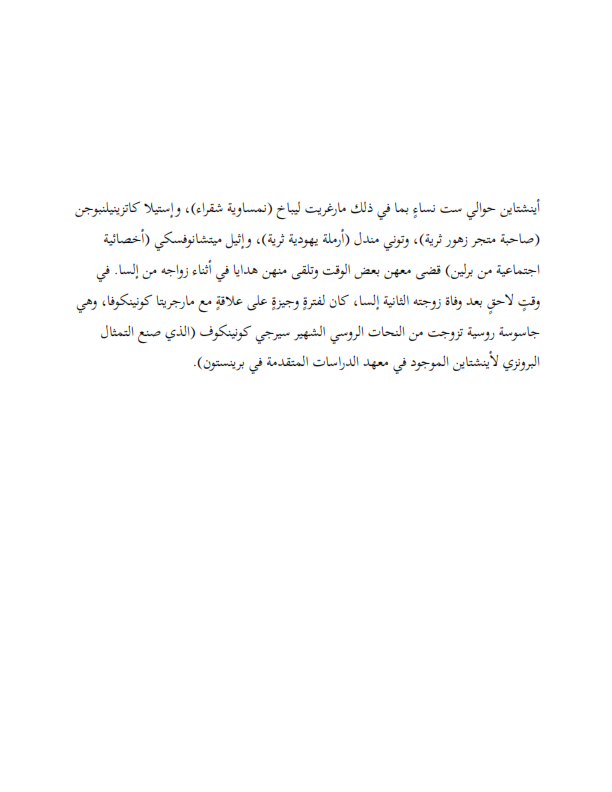 أينشتاين حوالي ست نساءٍ بما في ذلك مارغريت ليباخ (نمساوية شقراء)، وإستيلا كاتزينيلنبوجن
(صاحبة متجر زهور ثرية)، وتوني مندل (أرملة يهودية ثرية)، وإثيل ميتشانوفسكي (أخصائية
اجتماعية من برلين) قضى معهن بعض الوقت وتلقى منهن هدايا في أثناء زواجه من إلسا. في
وقتٍ لاحقٍ بعد وفاة زوجته الثانية إلسا، كان لفترةٍ وجيزةٍ على علاقةٍ مع مارجريتا كونينكوفا، وهي
جاسوسة روسية تزوجت من النحات الروسي الشهير سيرجي كونينكوف (الذي صنع التمثال
البرونزي لأينشتاين الموجود في معهد الدراسات المتقدمة في برينستون).